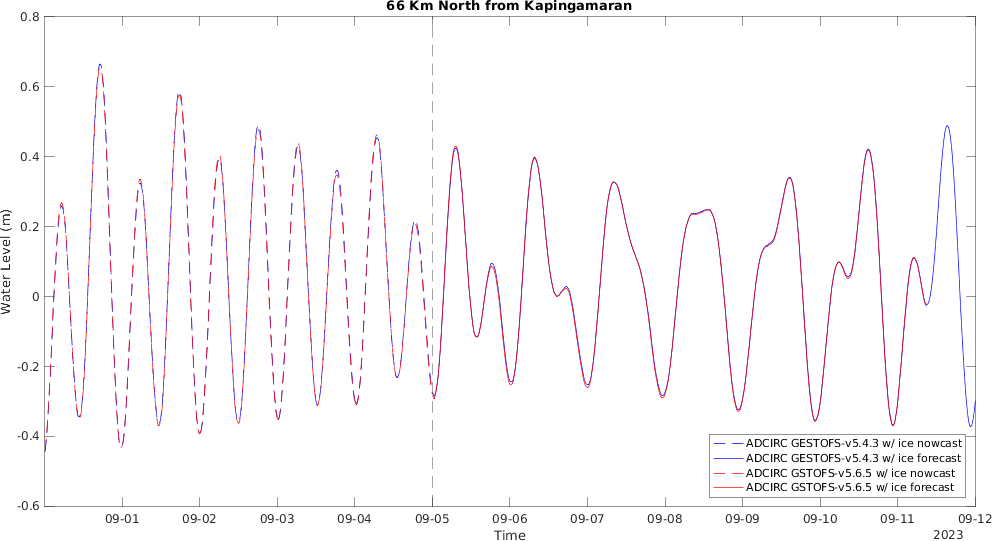 66 Km North from Kapingamaran
0.8
0.6
0.4
0.2
0
-0.2
-0.4
-0.6
Water Level (m)
ADCIRC GESTOFS-v5.4.3 w/ ice nowcast
ADCIRC GESTOFS-v5.4.3 w/ ice forecast
ADCIRC GSTOFS-v5.6.5 w/ ice nowcast
ADCIRC GSTOFS-v5.6.5 w/ ice forecast
09-01 09-02 09-03 09-04 09-05 09-06 09-07 09-08 09-09 09-10 09-11 09-12
Time
2023